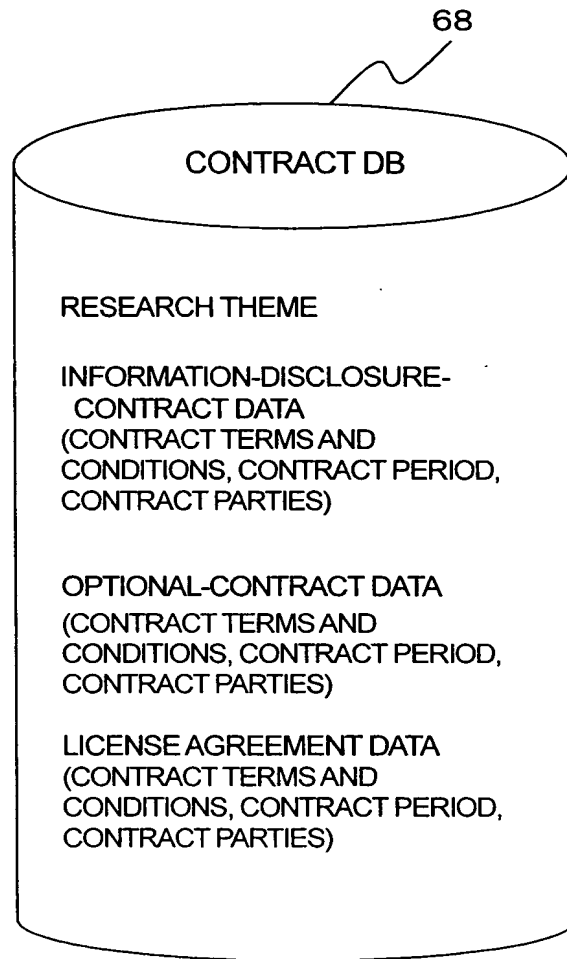 68
CONTRACT DB
RESEARCH THEME
INFORMATION-DISCLOSURE-
CONTRACT DATA
(CONTRACT TERMS AND
CONDITIONS, CONTRACT PERIOD,
CONTRACT PARTIES)
OPTIONAL-CONTRACT DATA
(CONTRACT TERMS AND
CONDITIONS, CONTRACT PERIOD,
CONTRACT PARTIES)
LICENSE AGREEMENT DATA
(CONTRACT TERMS AND
CONDITIONS, CONTRACT PERIOD,
CONTRACT PARTIES)